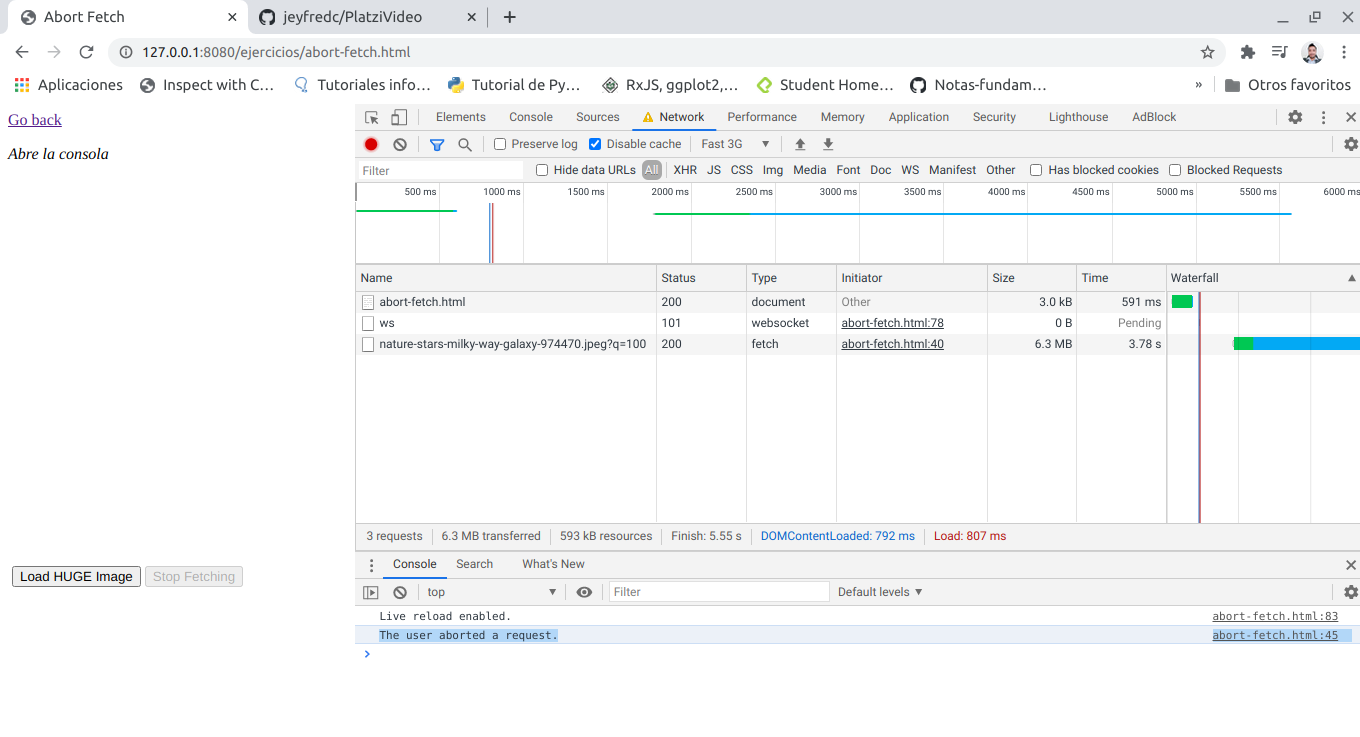 Abort Fetch jeyfredc/PlatziVideo
127.0.0.1:8080/ejercicios/abort-fetch.html
Aplicaciones Inspect with C… Tutoriales info… Tutorial de Py… RxJS, ggplot2,… Student Home… Notas-fundam… » Otros favoritos
Go back
Abre la consola
Load HUGE Image Stop Fetching
Elements Console Sources Network Performance Memory Application Security Lighthouse AdBlock
Preserve log Disable cache Fast 3G
Filter Hide data URLs All XHR JS CSS Img Media Font Doc WS Manifest Other Has blocked cookies Blocked Requests
500 ms 1000 ms 1500 ms 2000 ms 2500 ms 3000 ms 3500 ms 4000 ms 4500 ms 5000 ms 5500 ms 6000 ms
Name Status Type Initiator Size Time Waterfall
abort-fetch.html 200 document Other 3.0 kB 591 ms
ws 101 websocket abort-fetch.html:78 0 B Pending
nature-stars-milky-way-galaxy-974470.jpeg?q=100 200 fetch abort-fetch.html:40 6.3 MB 3.78 s
3 requests 6.3 MB transferred 593 kB resources Finish: 5.55 s DOMContentLoaded: 792 ms Load: 807 ms
Console Search What's New
top Filter Default levels
Live reload enabled. abort-fetch.html:83
The user aborted a request. abort-fetch.html:45